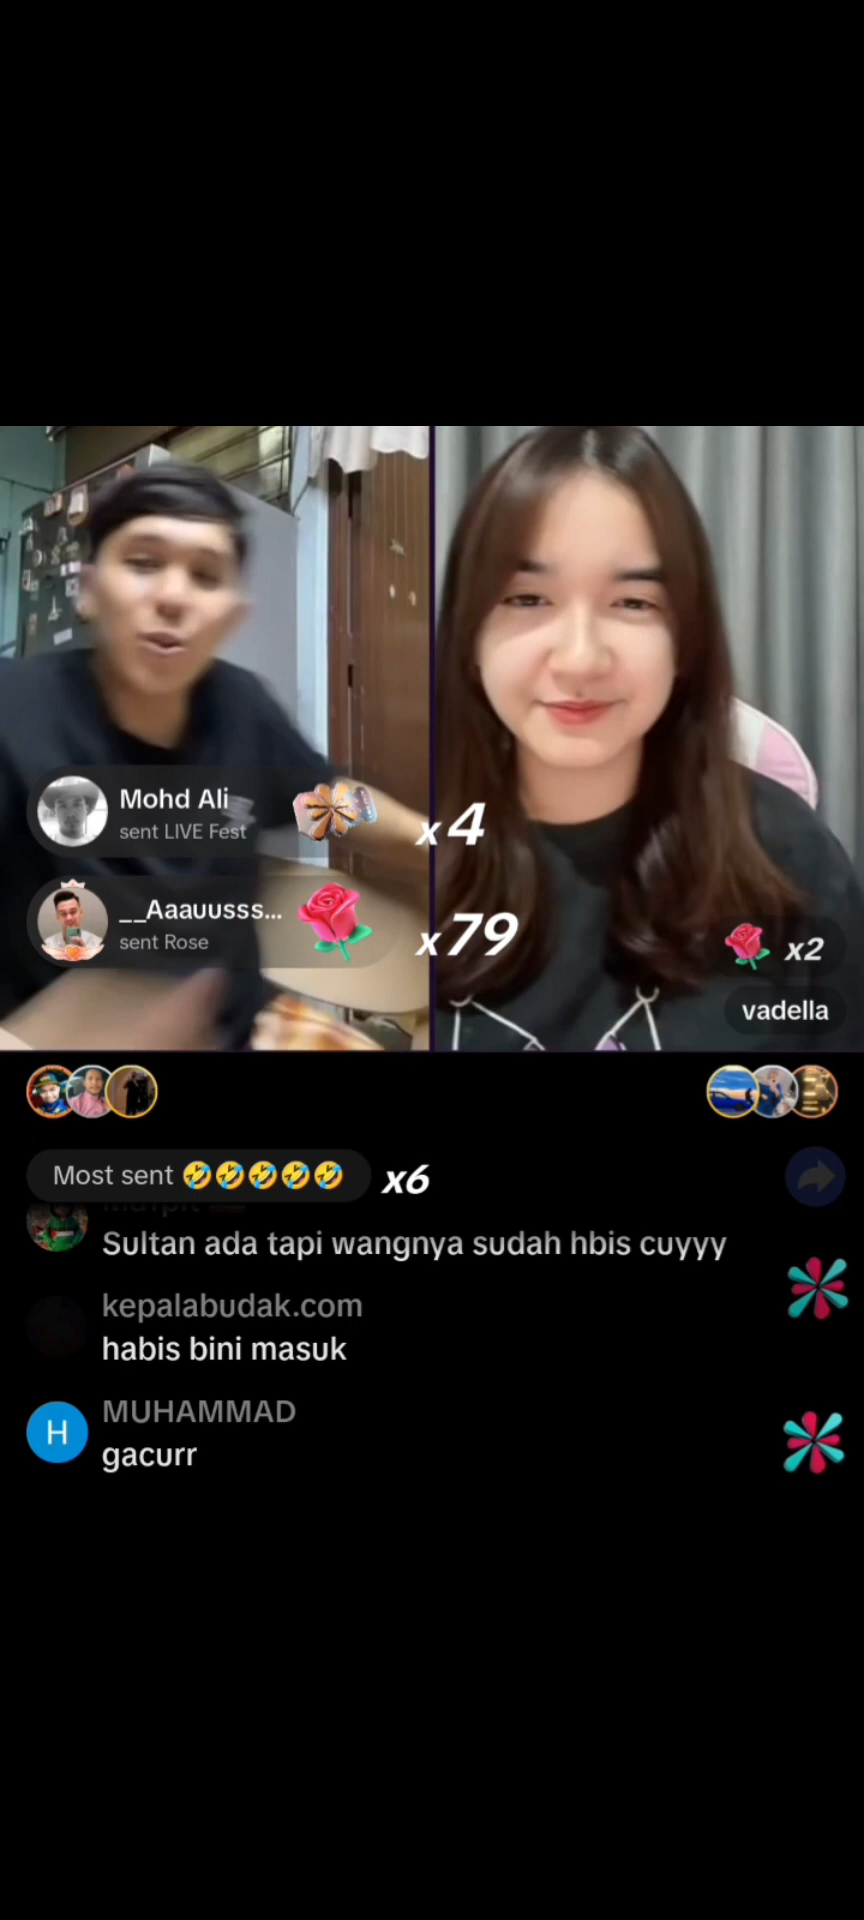 Mohd Ali
sent LIVE Fest
x4
__Aaauusss...
sent Rose
x79
x2
vadella
Most sent 🤣🤣🤣🤣🤣 x6
Sultan ada tapi wangnya sudah hbis cuyyy
kepalabudak.com
habis bini masuk
H
MUHAMMAD
gacurr